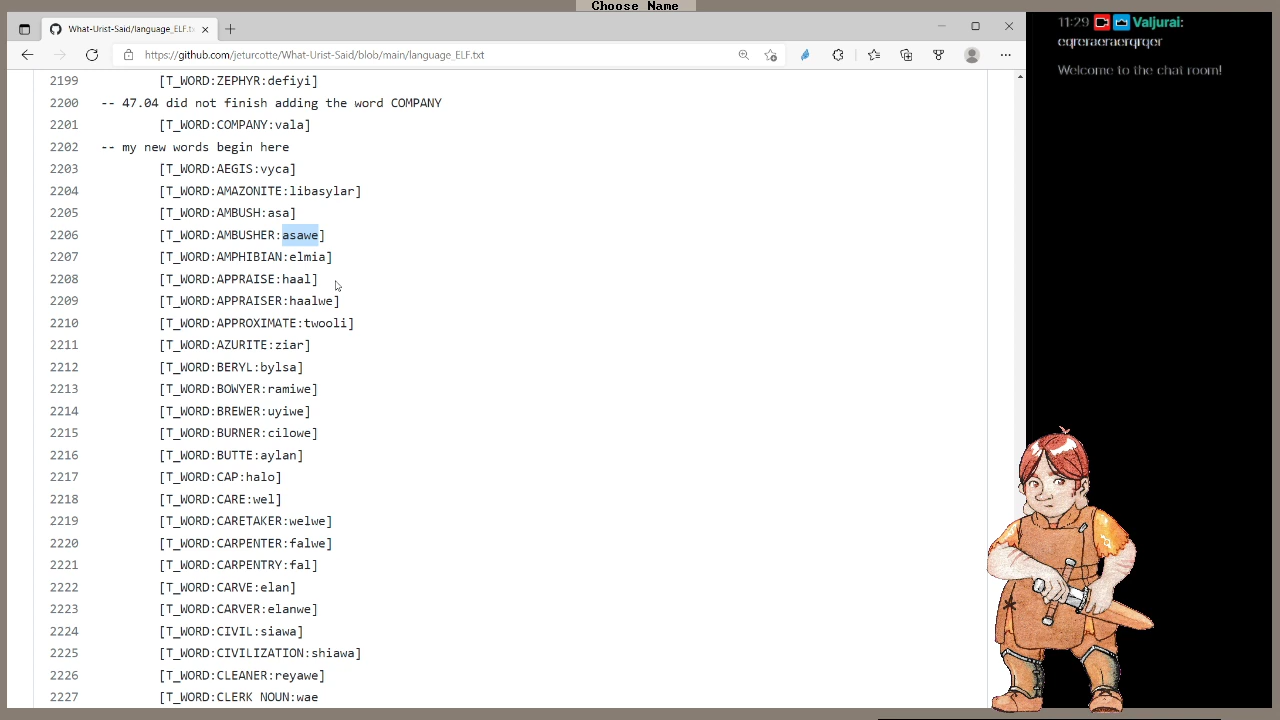 Choose Name
What-Urist-Said/language_ELF.tx
https://github.com/jeturcotte/What-Urist-Said/blob/main/language_ELF.txt
11:29 Valjurai:
eqreraeraerqrqer
Welcome to the chat room!
2199 [T_WORD:ZEPHYR:defiyi]
2200 -- 47.04 did not finish adding the word COMPANY
2201 [T_WORD:COMPANY:vala]
2202 -- my new words begin here
2203 [T_WORD:AEGIS:vyca]
2204 [T_WORD:AMAZONITE:libasylar]
2205 [T_WORD:AMBUSH:asa]
2206 [T_WORD:AMBUSHER:asawe]
2207 [T_WORD:AMPHIBIAN:elmia]
2208 [T_WORD:APPRAISE:haal]
2209 [T_WORD:APPRAISER:haalwe]
2210 [T_WORD:APPROXIMATE:twooli]
2211 [T_WORD:AZURITE:ziar]
2212 [T_WORD:BERYL:bylsa]
2213 [T_WORD:BOWYER:ramiwe]
2214 [T_WORD:BREWER:uyiwe]
2215 [T_WORD:BURNER:cilowe]
2216 [T_WORD:BUTTE:aylan]
2217 [T_WORD:CAP:halo]
2218 [T_WORD:CARE:wel]
2219 [T_WORD:CARETAKER:welwe]
2220 [T_WORD:CARPENTER:falwe]
2221 [T_WORD:CARPENTRY:fal]
2222 [T_WORD:CARVE:elan]
2223 [T_WORD:CARVER:elanwe]
2224 [T_WORD:CIVIL:siawa]
2225 [T_WORD:CIVILIZATION:shiawa]
2226 [T_WORD:CLEANER:reyawe]
2227 [T_WORD:CLERK_NOUN:wae